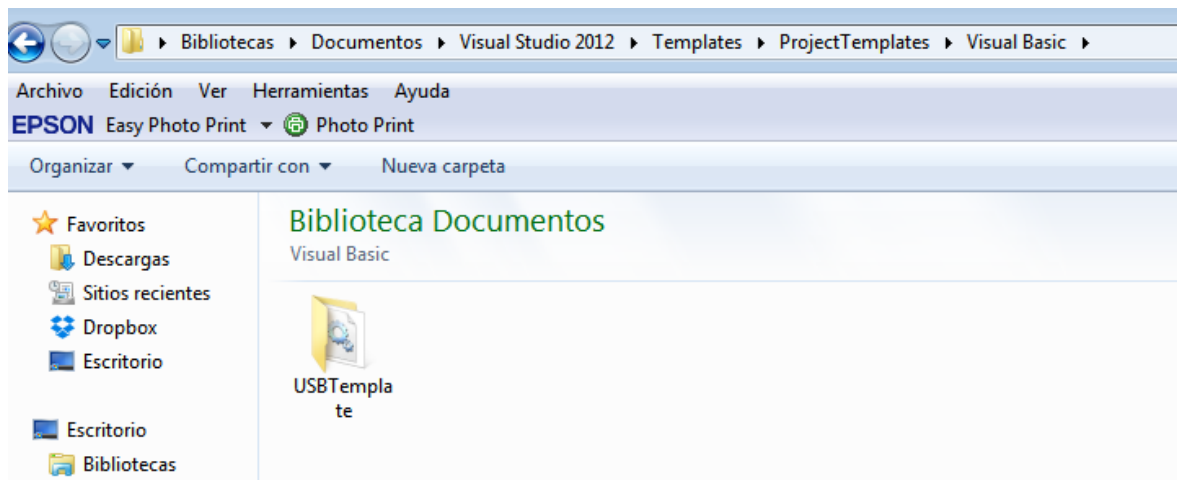 Bibliotecas Documentos Visual Studio 2012 Templates ProjectTemplates Visual Basic
Archivo Edición Ver Herramientas Ayuda
EPSON Easy Photo Print Photo Print
Organizar Compartir con Nueva carpeta
Favoritos
Descargas
Sitios recientes
Dropbox
Escritorio
Escritorio
Bibliotecas
Biblioteca Documentos
Visual Basic
USBTempla
te